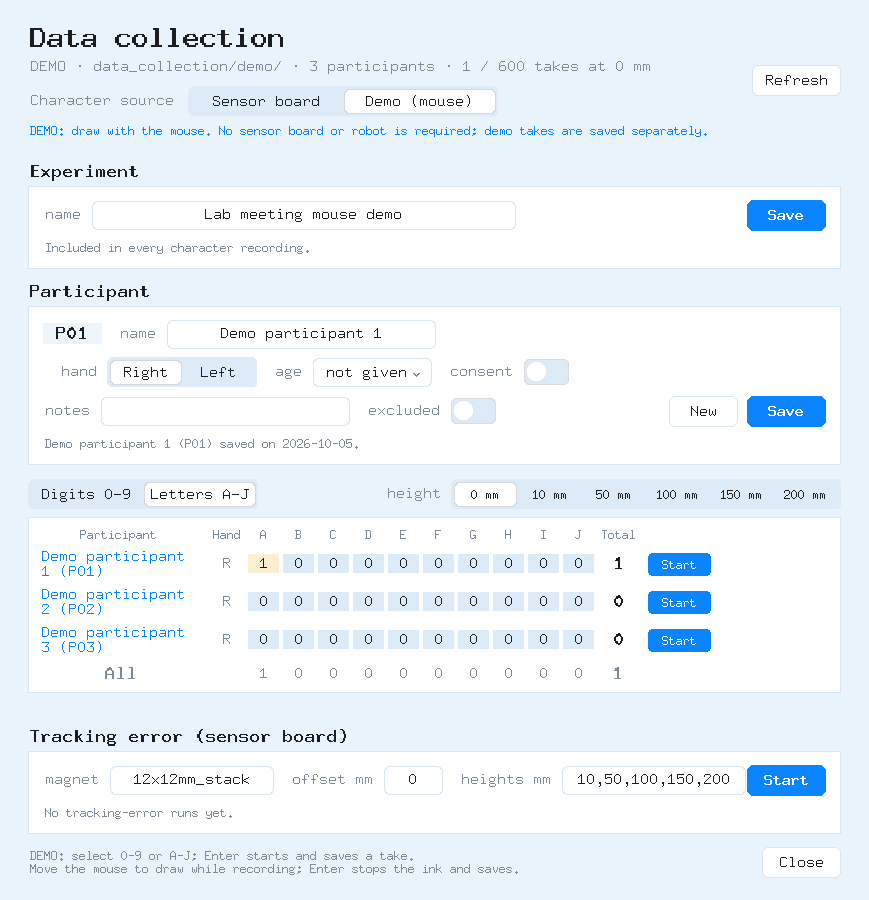 Data collection
DEMO · data_collection/demo/ · 3 participants · 1 / 600 takes at 0 mm
Refresh
Character source Sensor board Demo (mouse)
DEMO: draw with the mouse. No sensor board or robot is required; demo takes are saved separately.
Experiment
name Lab meeting mouse demo Save
Included in every character recording.
Participant
P01 name Demo participant 1
hand Right Left age not given consent
notes excluded New Save
Demo participant 1 (P01) saved on 2026-10-05.
Digits 0-9 Letters A-J height 0 mm 10 mm 50 mm 100 mm 150 mm 200 mm
Participant Hand A B C D E F G H I J Total
Demo participant
1 (P01) R 1 0 0 0 0 0 0 0 0 0 1 Start
Demo participant
2 (P02) R 0 0 0 0 0 0 0 0 0 0 0 Start
Demo participant
3 (P03) R 0 0 0 0 0 0 0 0 0 0 0 Start
All 1 0 0 0 0 0 0 0 0 0 1
Tracking error (sensor board)
magnet 12x12mm_stack offset mm 0 heights mm 10,50,100,150,200 Start
No tracking-error runs yet.
DEMO: select 0-9 or A-J; Enter starts and saves a take.
Move the mouse to draw while recording; Enter stops the ink and saves.
Close